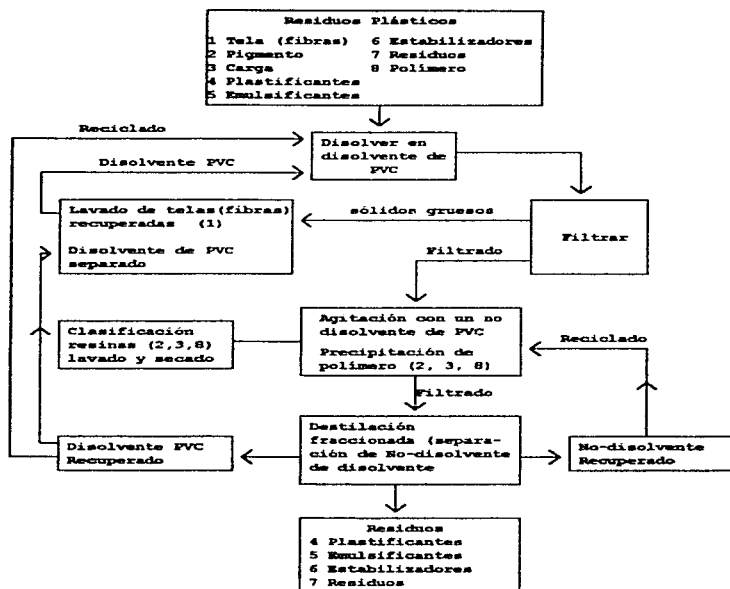 Residuos Plásticos
1 Tela (fibras) 6 Estabilizadores
2 Pigmento 7 Residuos
3 Carga 8 Polímero
4 Plastificantes
5 Emulsificantes
Reciclado
Disolver en
disolvente de
PVC
Disolvente PVC
Lavado de telas(fibras)
recuperadas (1)
Disolvente de PVC
separado
sólidos gruesos
Filtrar
Filtrado
Clasificación
resinas (2,3,8)
lavado y secado
Agitación con un no
disolvente de PVC
Precipitación de
polímero (2, 3, 8)
Reciclado
Filtrado
Disolvente PVC
Recuperado
Destilación
fraccionada (separa-
ción de No-disolvente
de disolvente
No-disolvente
Recuperado
Residuos
4 Plastificantes
5 Emulsificantes
6 Estabilizadores
7 Residuos